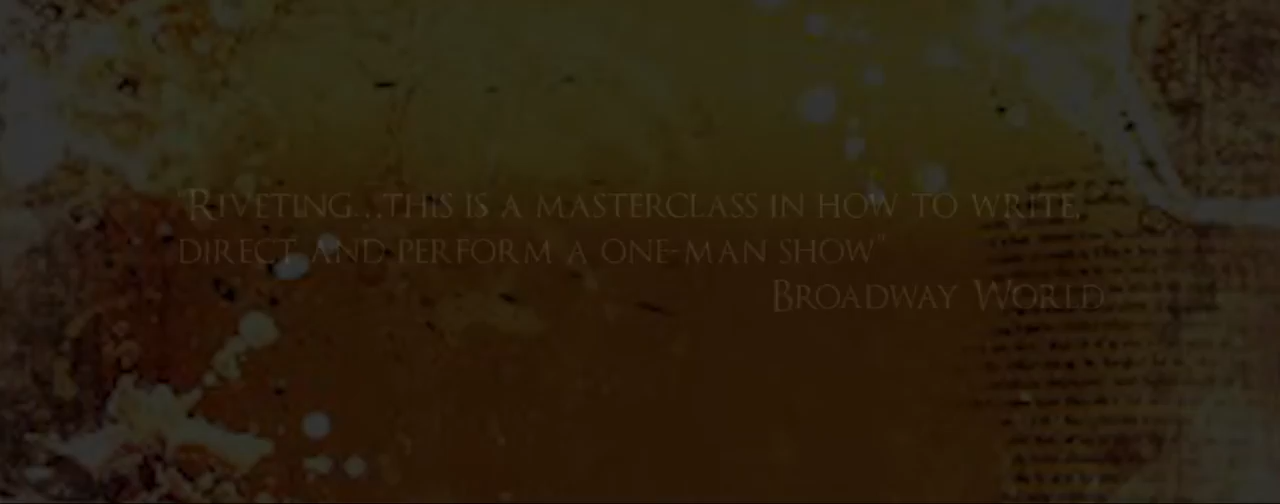 "Riveting...this is a masterclass in how to write,
direct and perform a one-man show"
Broadway World